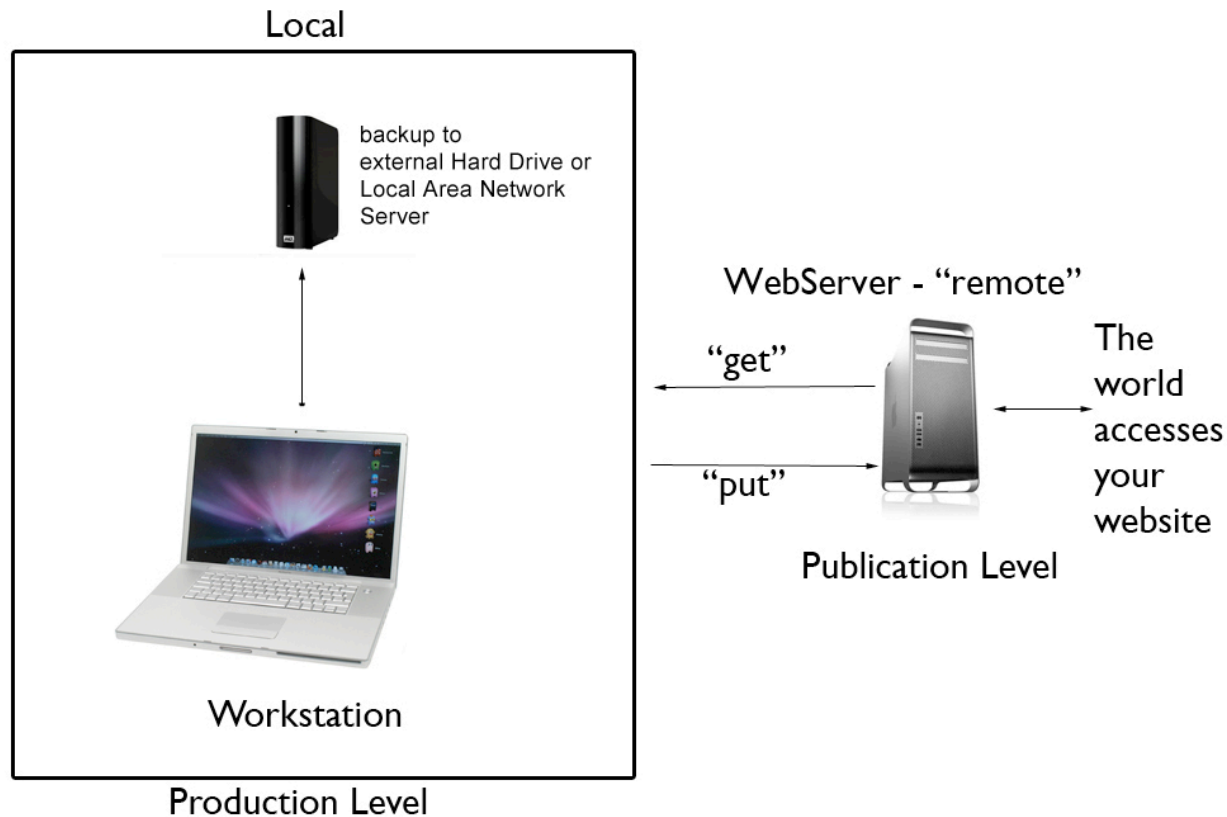 Local
backup to
external Hard Drive or
Local Area Network
Server
WebServer - “remote”
“get”
“put”
The
world
accesses
your
website
Publication Level
Workstation
Production Level